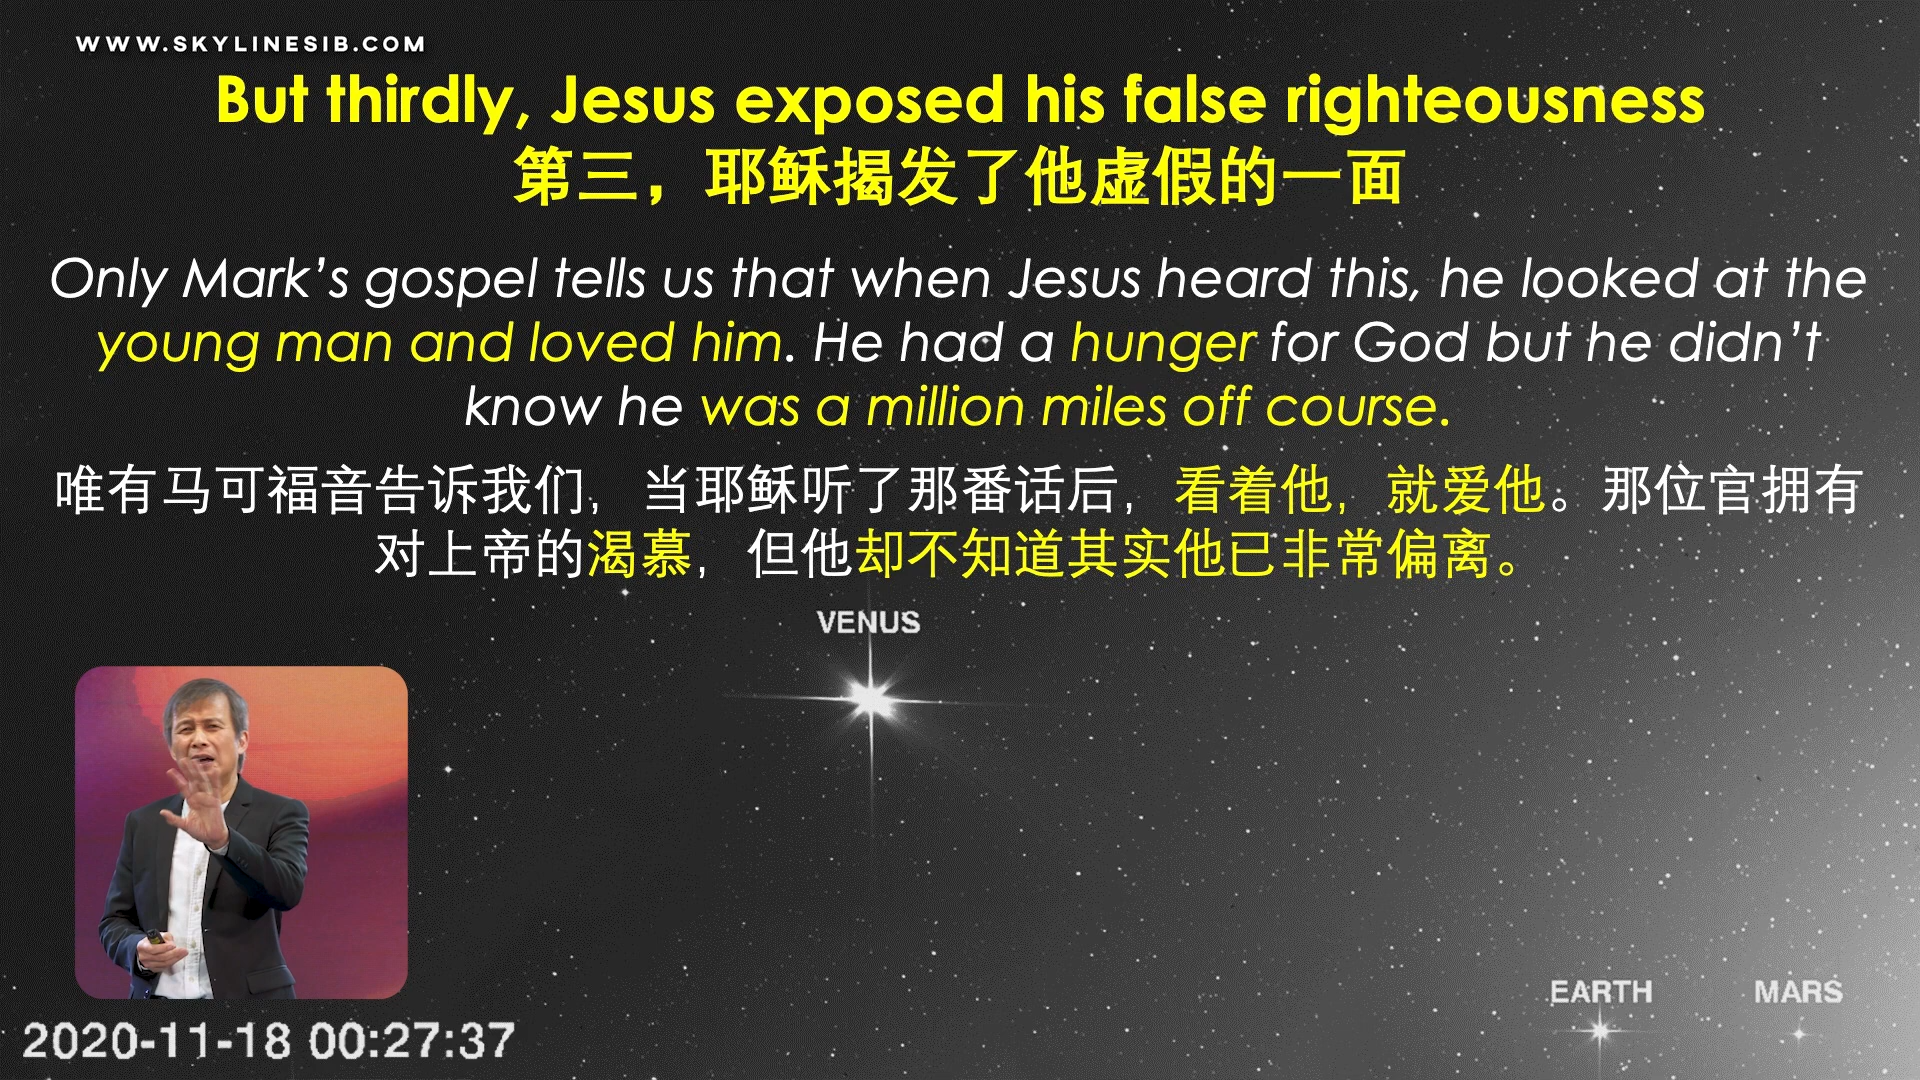 WWW.SKYLINESIB.COM
But thirdly, Jesus exposed his false righteousness
第三，耶稣揭发了他虚假的一面
Only Mark’s gospel tells us that when Jesus heard this, he looked at the
young man and loved him. He had a hunger for God but he didn’t
know he was a million miles off course.
唯有马可福音告诉我们，当耶稣听了那番话后，看着他，就爱他。那位官拥有
对上帝的渴慕，但他却不知道其实他已非常偏离。
VENUS
EARTH MARS
2020-11-18 00:27:37